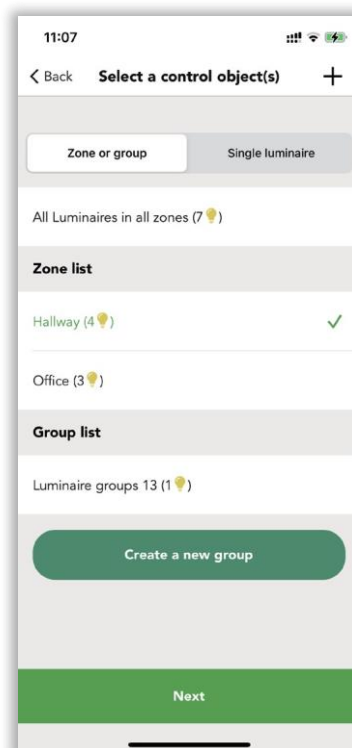 11:07
Back Select a control object(s) +
Zone or group Single luminaire
All Luminaires in all zones (7💡)
Zone list
Hallway (4💡)
Office (3💡)
Group list
Luminaire groups 13 (1💡)
Create a new group
Next